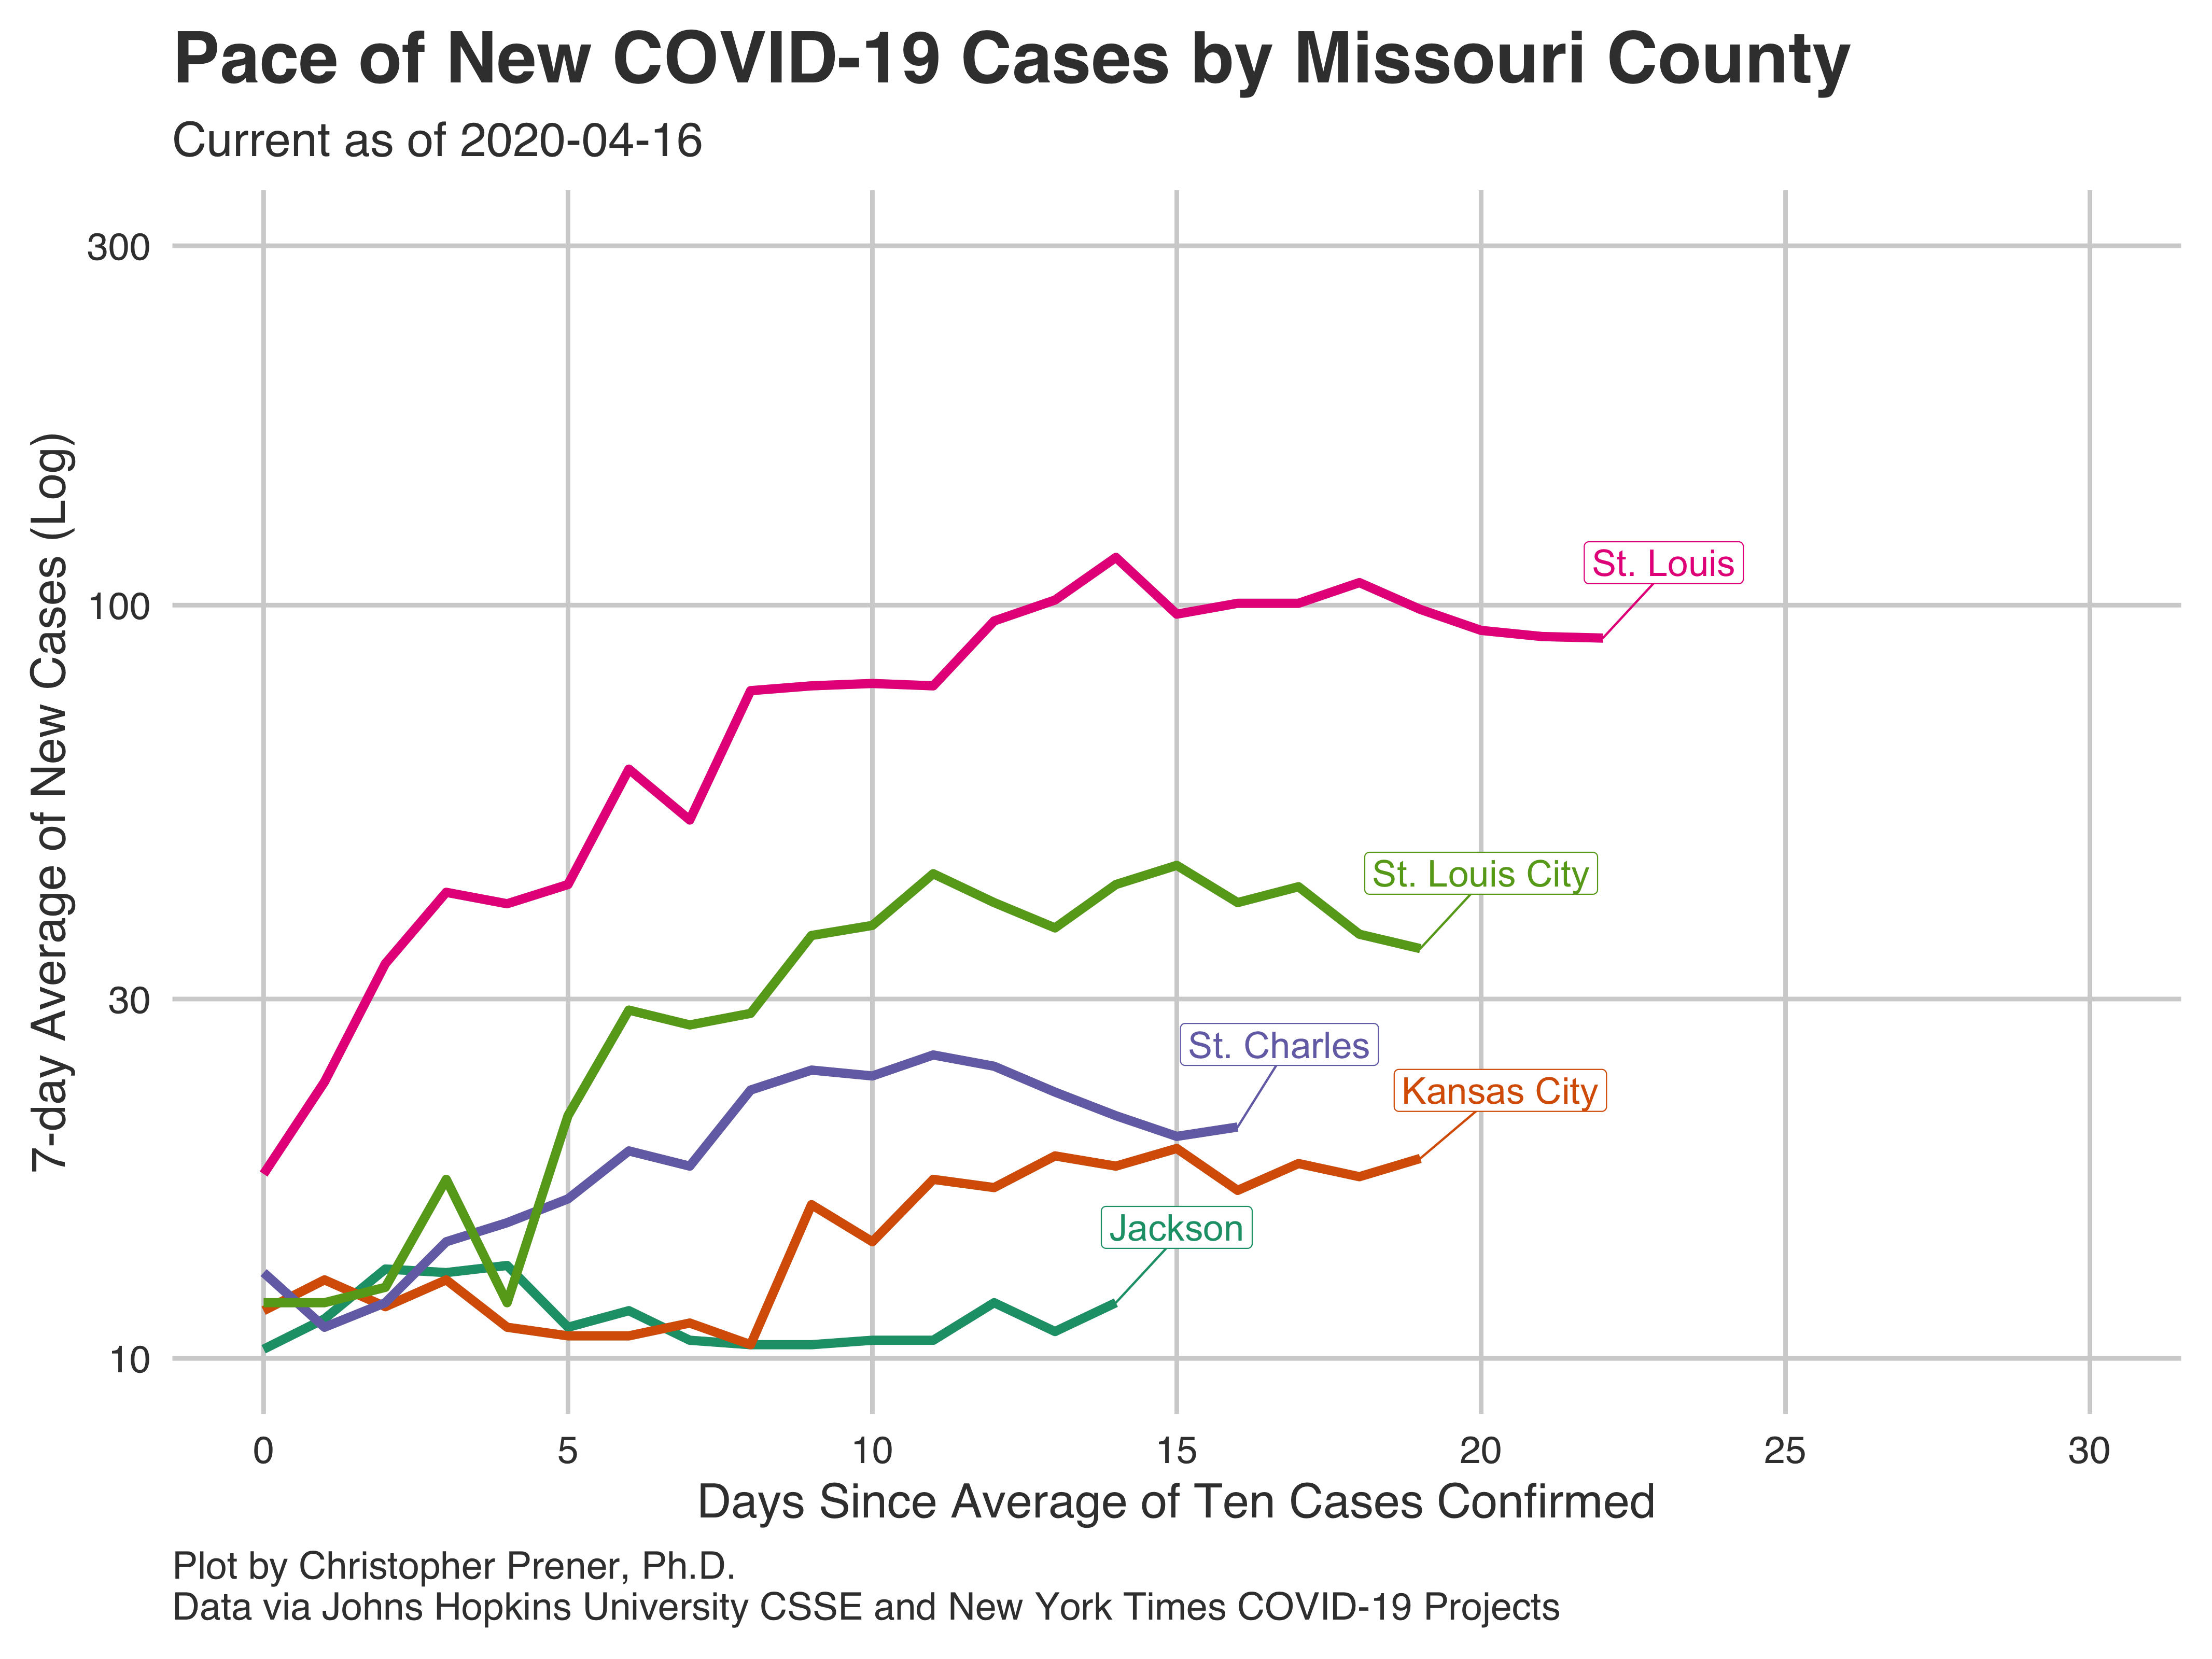 Pace of New COVID-19 Cases by Missouri County
Current as of 2020-04-16
7-day Average of New Cases (Log)
300
100
30
10
St. Louis
St. Louis City
St. Charles
Kansas City
Jackson
0 5 10 15 20 25 30
Days Since Average of Ten Cases Confirmed
Plot by Christopher Prener, Ph.D.
Data via Johns Hopkins University CSSE and New York Times COVID-19 Projects